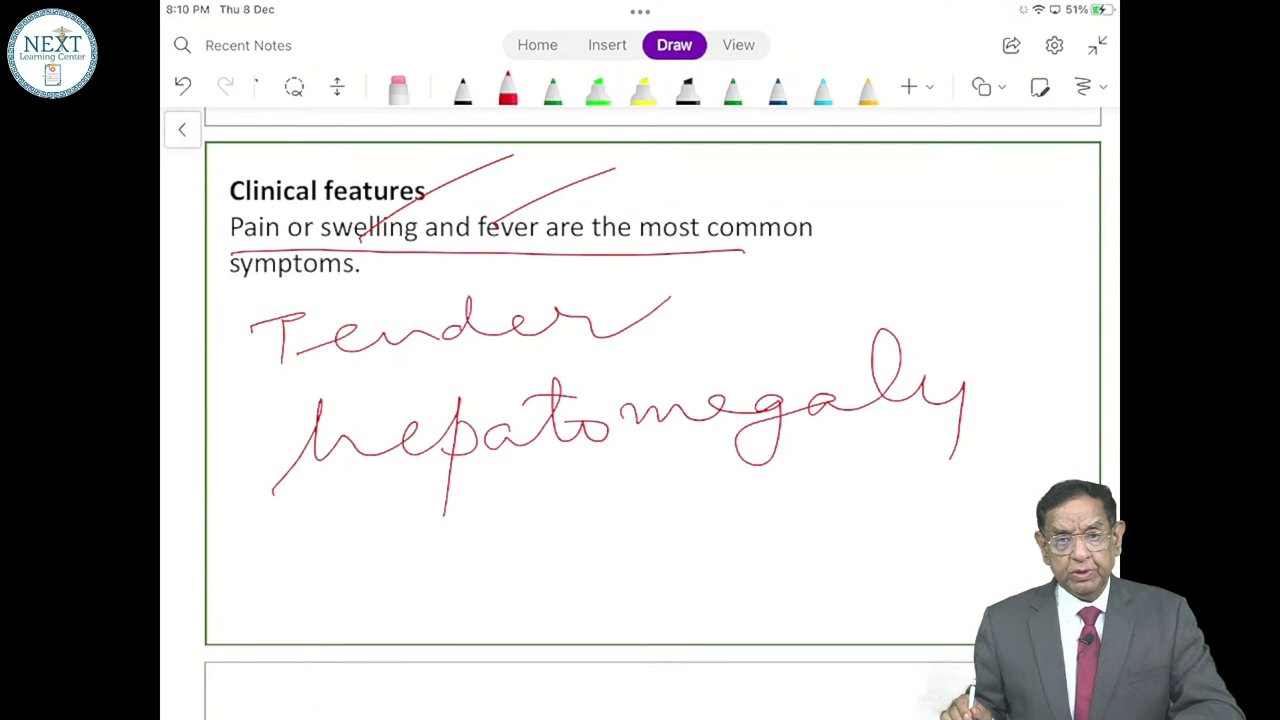 8:10 PM Thu 8 Dec
51%
NEXT
Learning Center
Recent Notes
Home Insert Draw View
Clinical features
Pain or swelling and fever are the most common
symptoms.
Tender
hepatomegaly